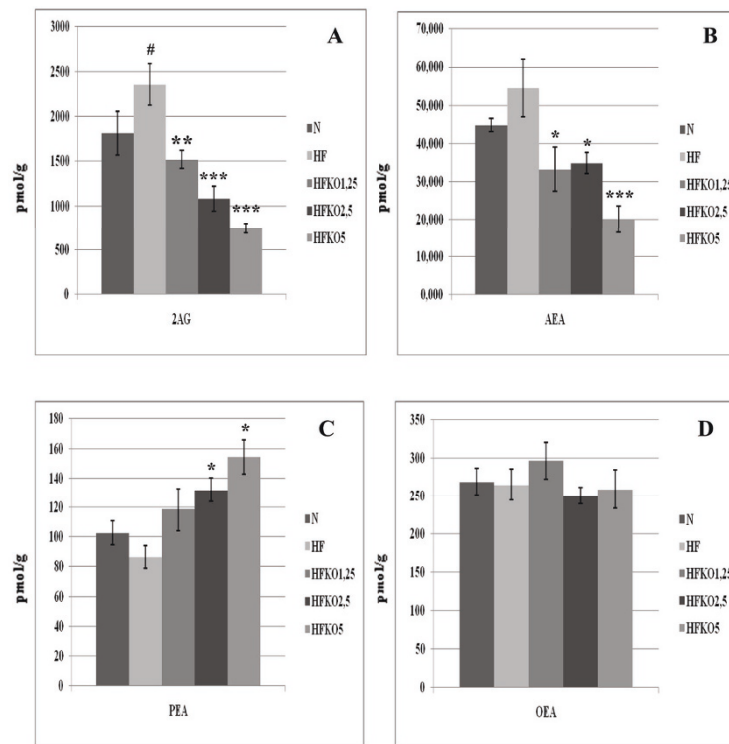 A
pmol/g
3000
2500
2000
1500
1000
500
0
#
**
***
***
N
HF
HFKO1,25
HFKO2,5
HFKO5
2AG
B
pmol/g
70,000
60,000
50,000
40,000
30,000
20,000
10,000
0,000
*
*
***
N
HF
HFKO1,25
HFKO2,5
HFKO5
AEA
C
pmol/g
180
160
140
120
100
80
60
40
20
0
*
*
N
HF
HFKO1,25
HFKO2,5
HFKO5
PEA
D
pmol/g
350
300
250
200
150
100
50
0
N
HF
HFKO1,25
HFKO2,5
HFKO5
OEA